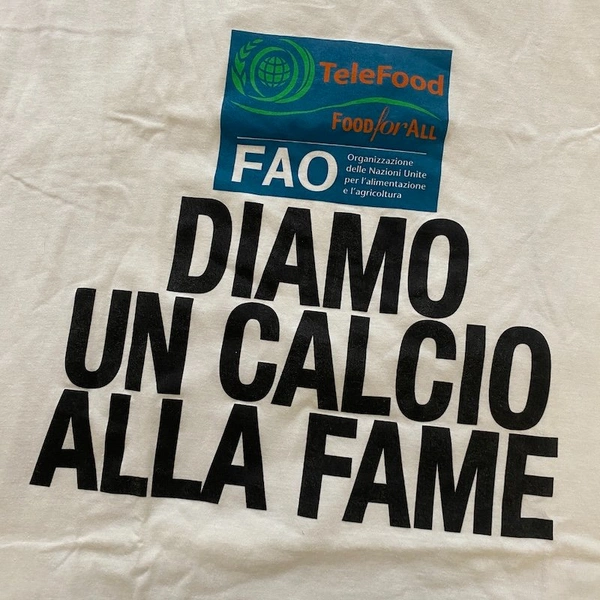 TeleFood
FOOD for ALL
FAO
Organizzazione
delle Nazioni Unite
per l'alimentazione
e l'agricoltura
DIAMO
UN CALCIO
ALLA FAME